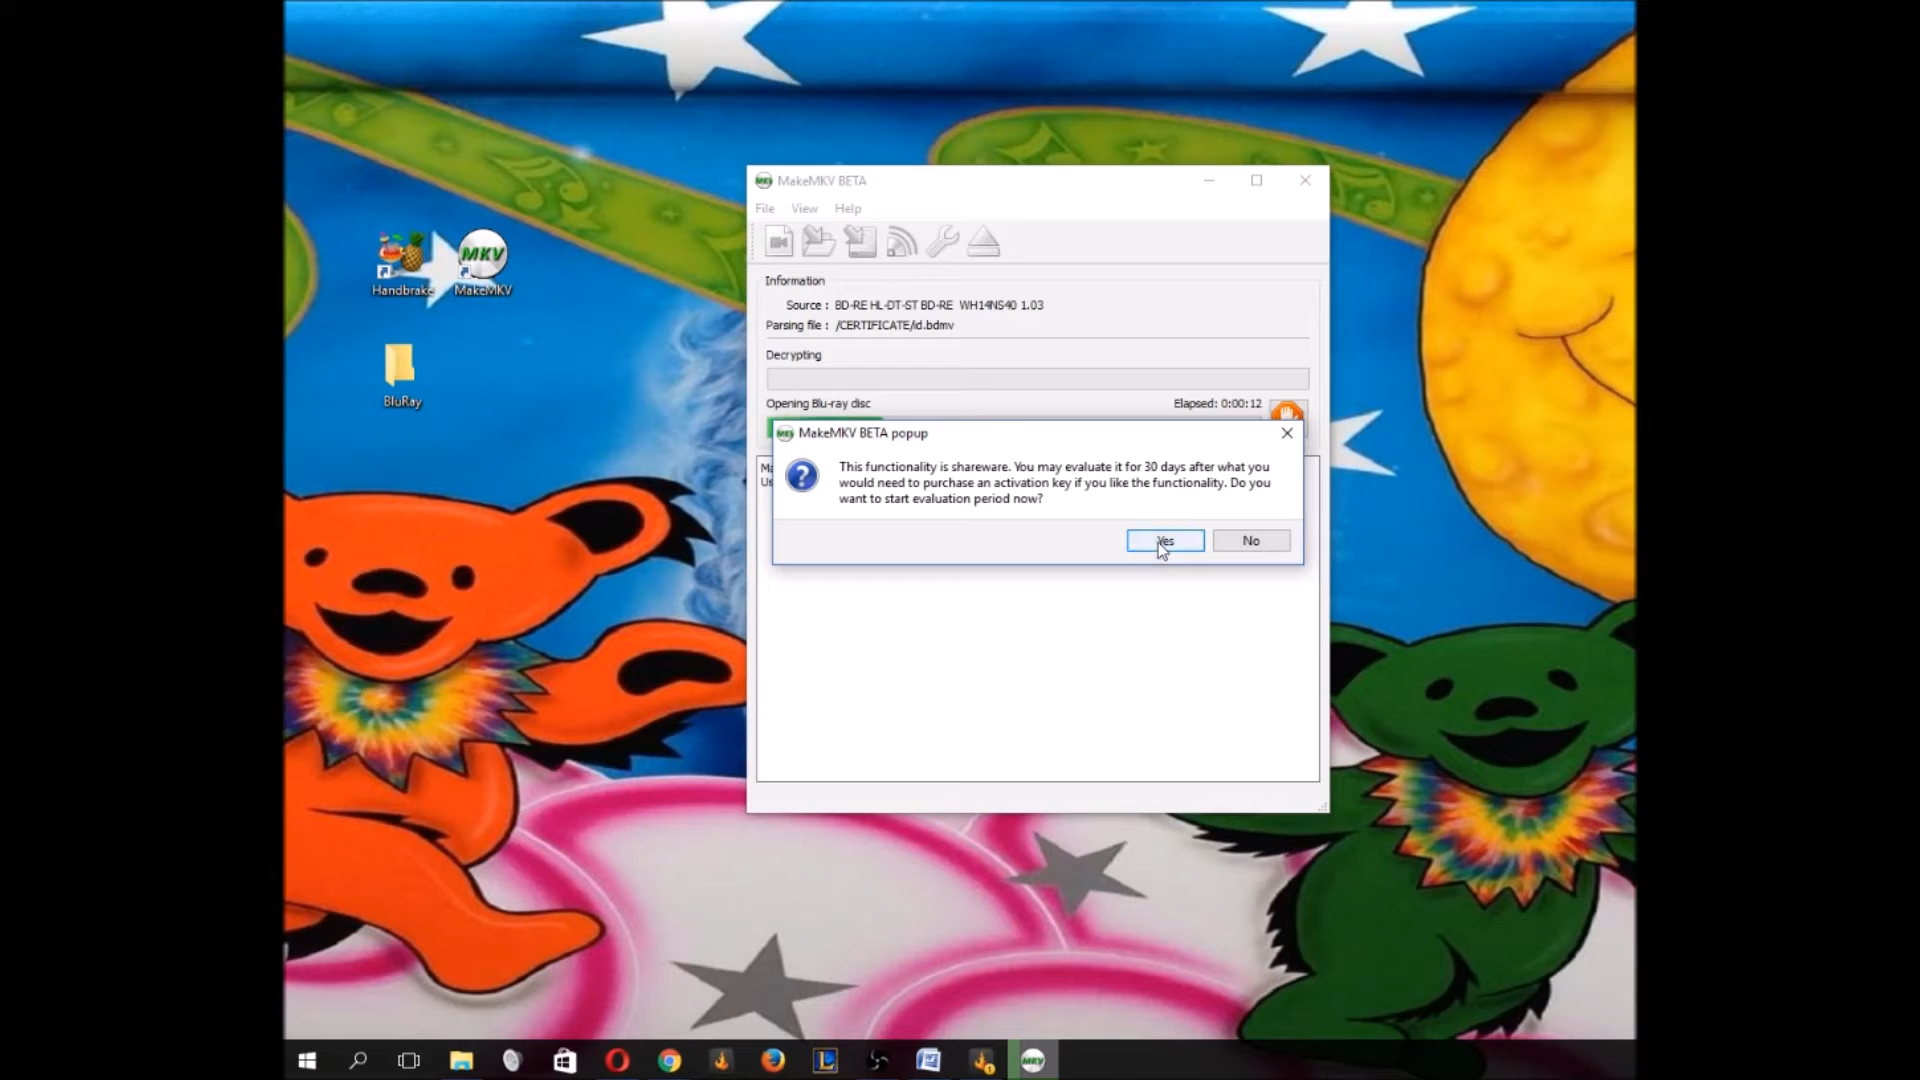 MakeMKV BETA
File View Help
Information
Source : BD-RE HL-DT-ST BD-RE WH14NS40 1.03
Parsing file : /CERTIFICATE/id.bdmv
Decrypting
Opening Blu-ray disc Elapsed: 0:00:12
MakeMKV BETA popup
Ma
Us
This functionality is shareware. You may evaluate it for 30 days after what you
would need to purchase an activation key if you like the functionality. Do you
want to start evaluation period now?
Yes No
MKV
Handbrake MakeMKV
BluRay
MKV